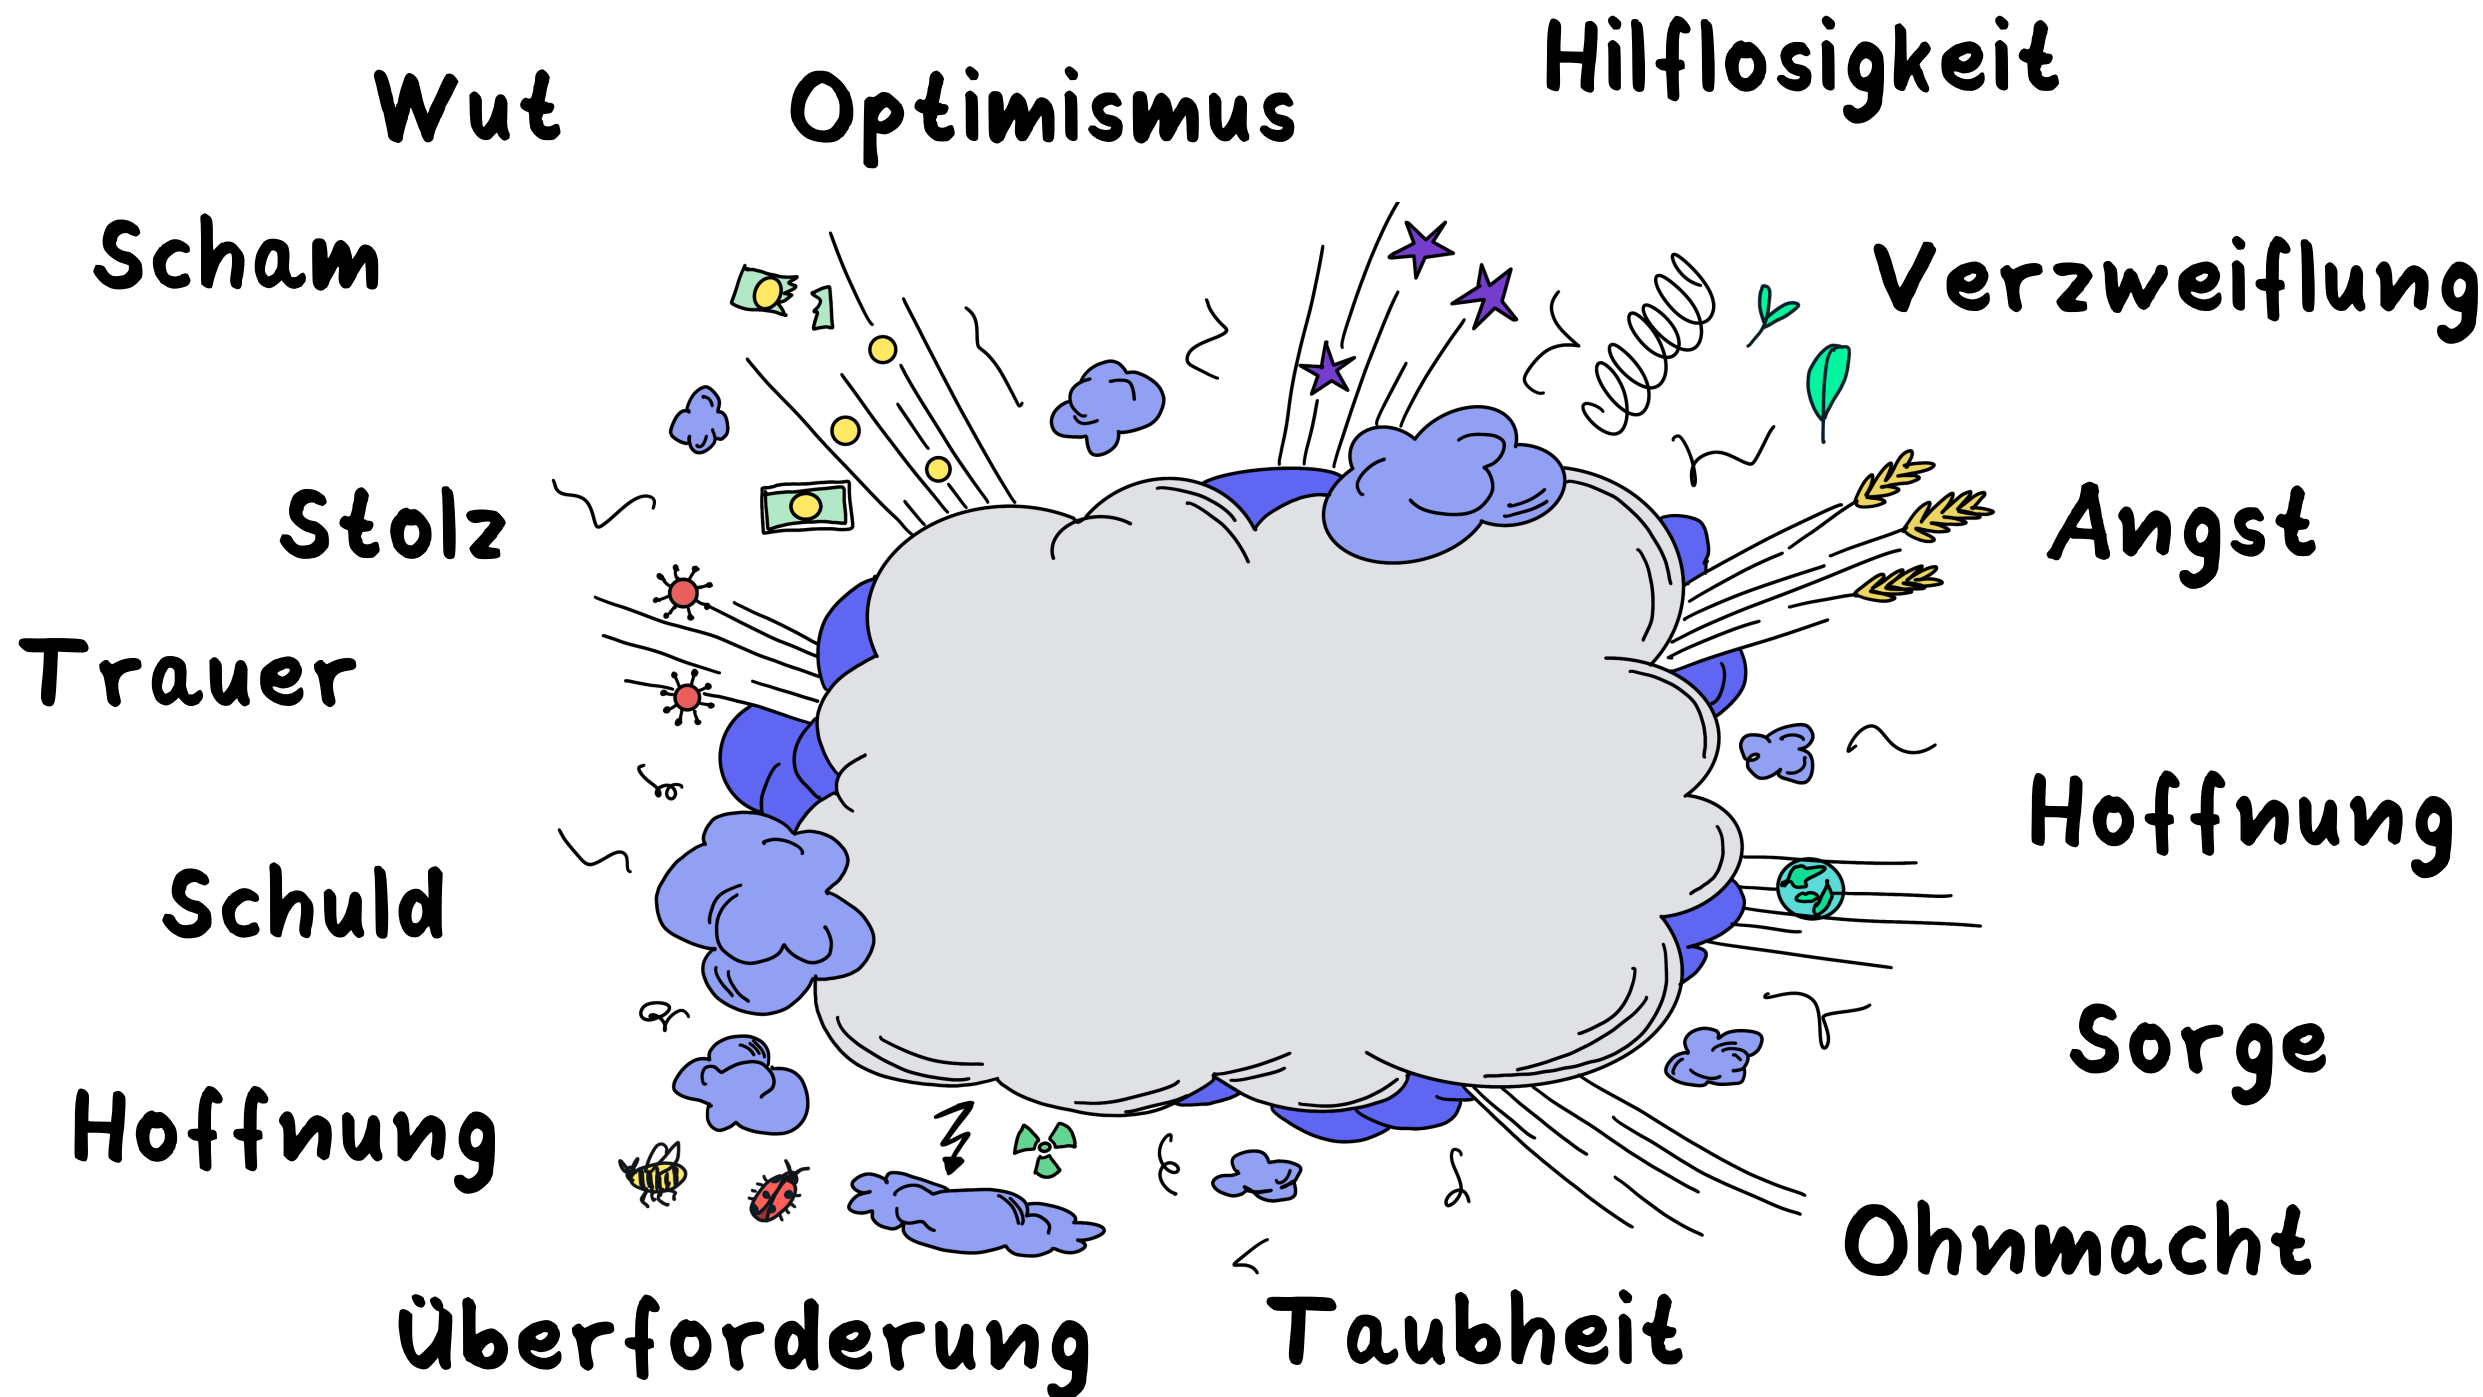 Hilflosigkeit
Wut
Optimismus
Scham
Verzweiflung
Stolz
Angst
Trauer
Hoffnung
Schuld
Sorge
Hoffnung
Ohnmacht
Überforderung
Taubheit